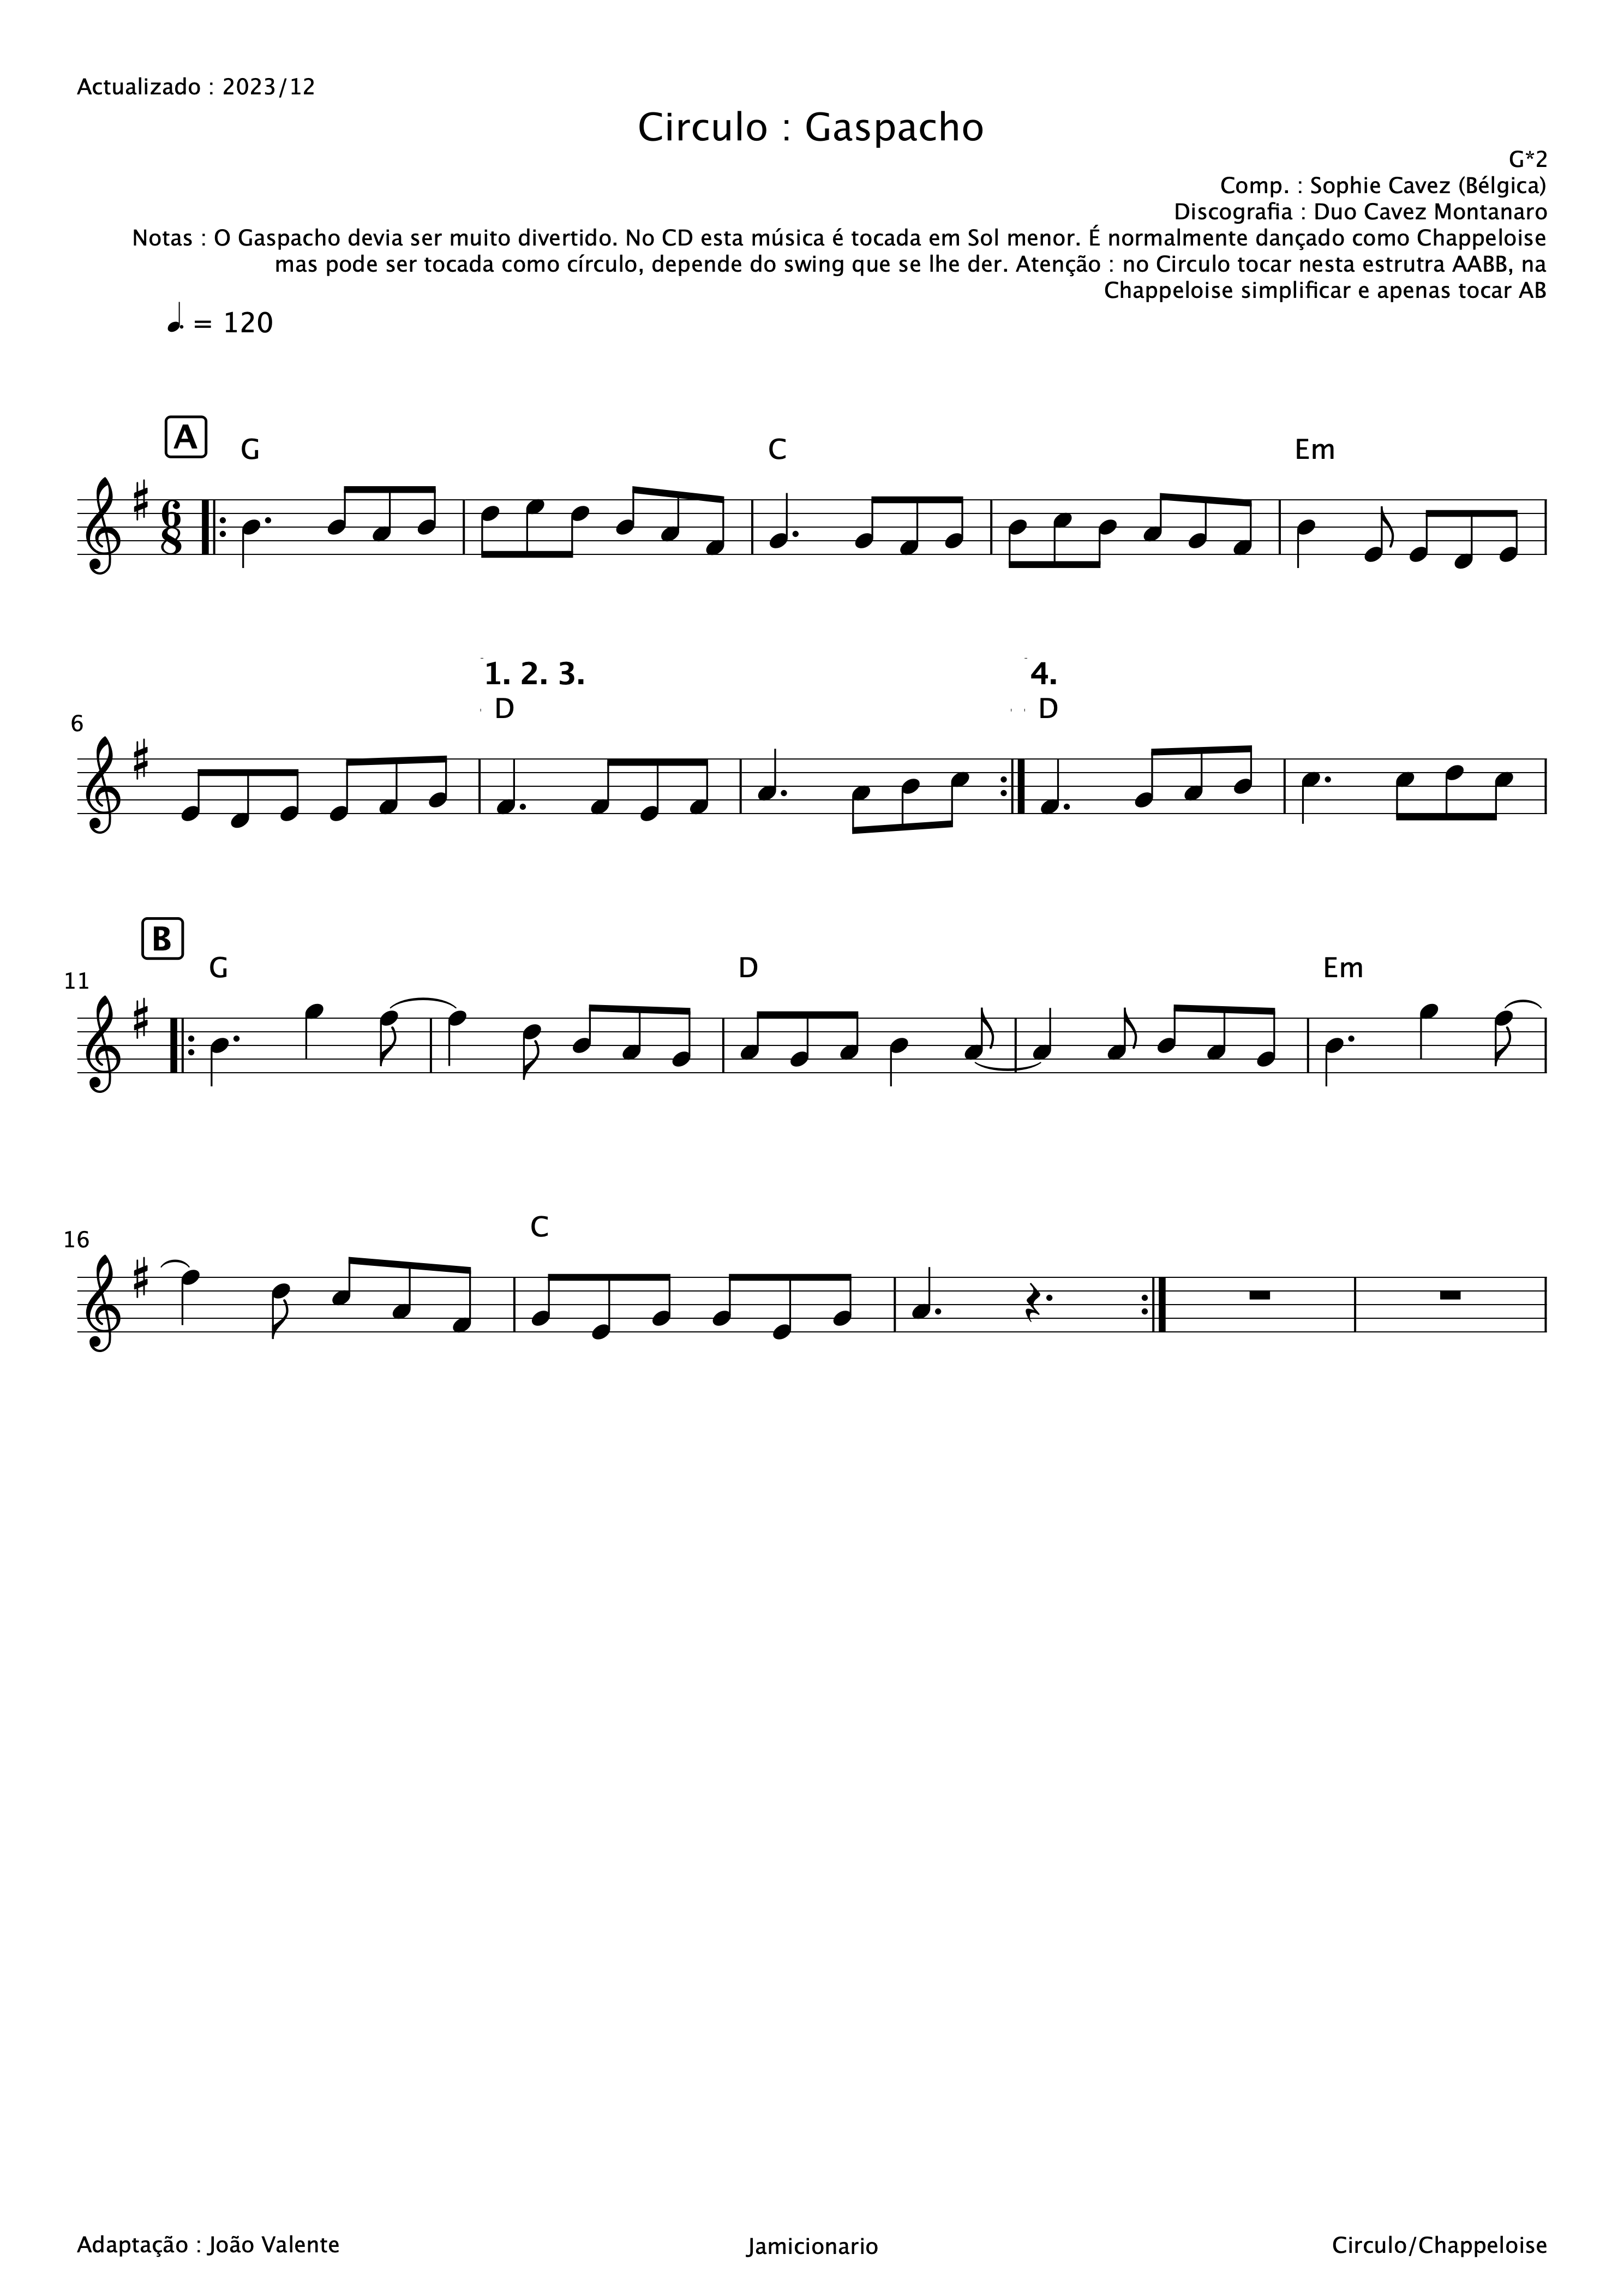 Actualizado : 2023/12
Circulo : Gaspacho
G*2
Comp. : Sophie Cavez (Bélgica)
Discografia : Duo Cavez Montanaro
Notas : O Gaspacho devia ser muito divertido. No CD esta música é tocada em Sol menor. É normalmente dançado como Chappeloise
mas pode ser tocada como círculo, depende do swing que se lhe der. Atenção : no Circulo tocar nesta estrutra AABB, na
Chappeloise simplificar e apenas tocar AB
= 120
A
G C Em
6 8
1. 2. 3. 4.
D D
6
B
G D Em
11
C
16
Adaptação : João Valente
Jamicionario
Circulo/Chappeloise